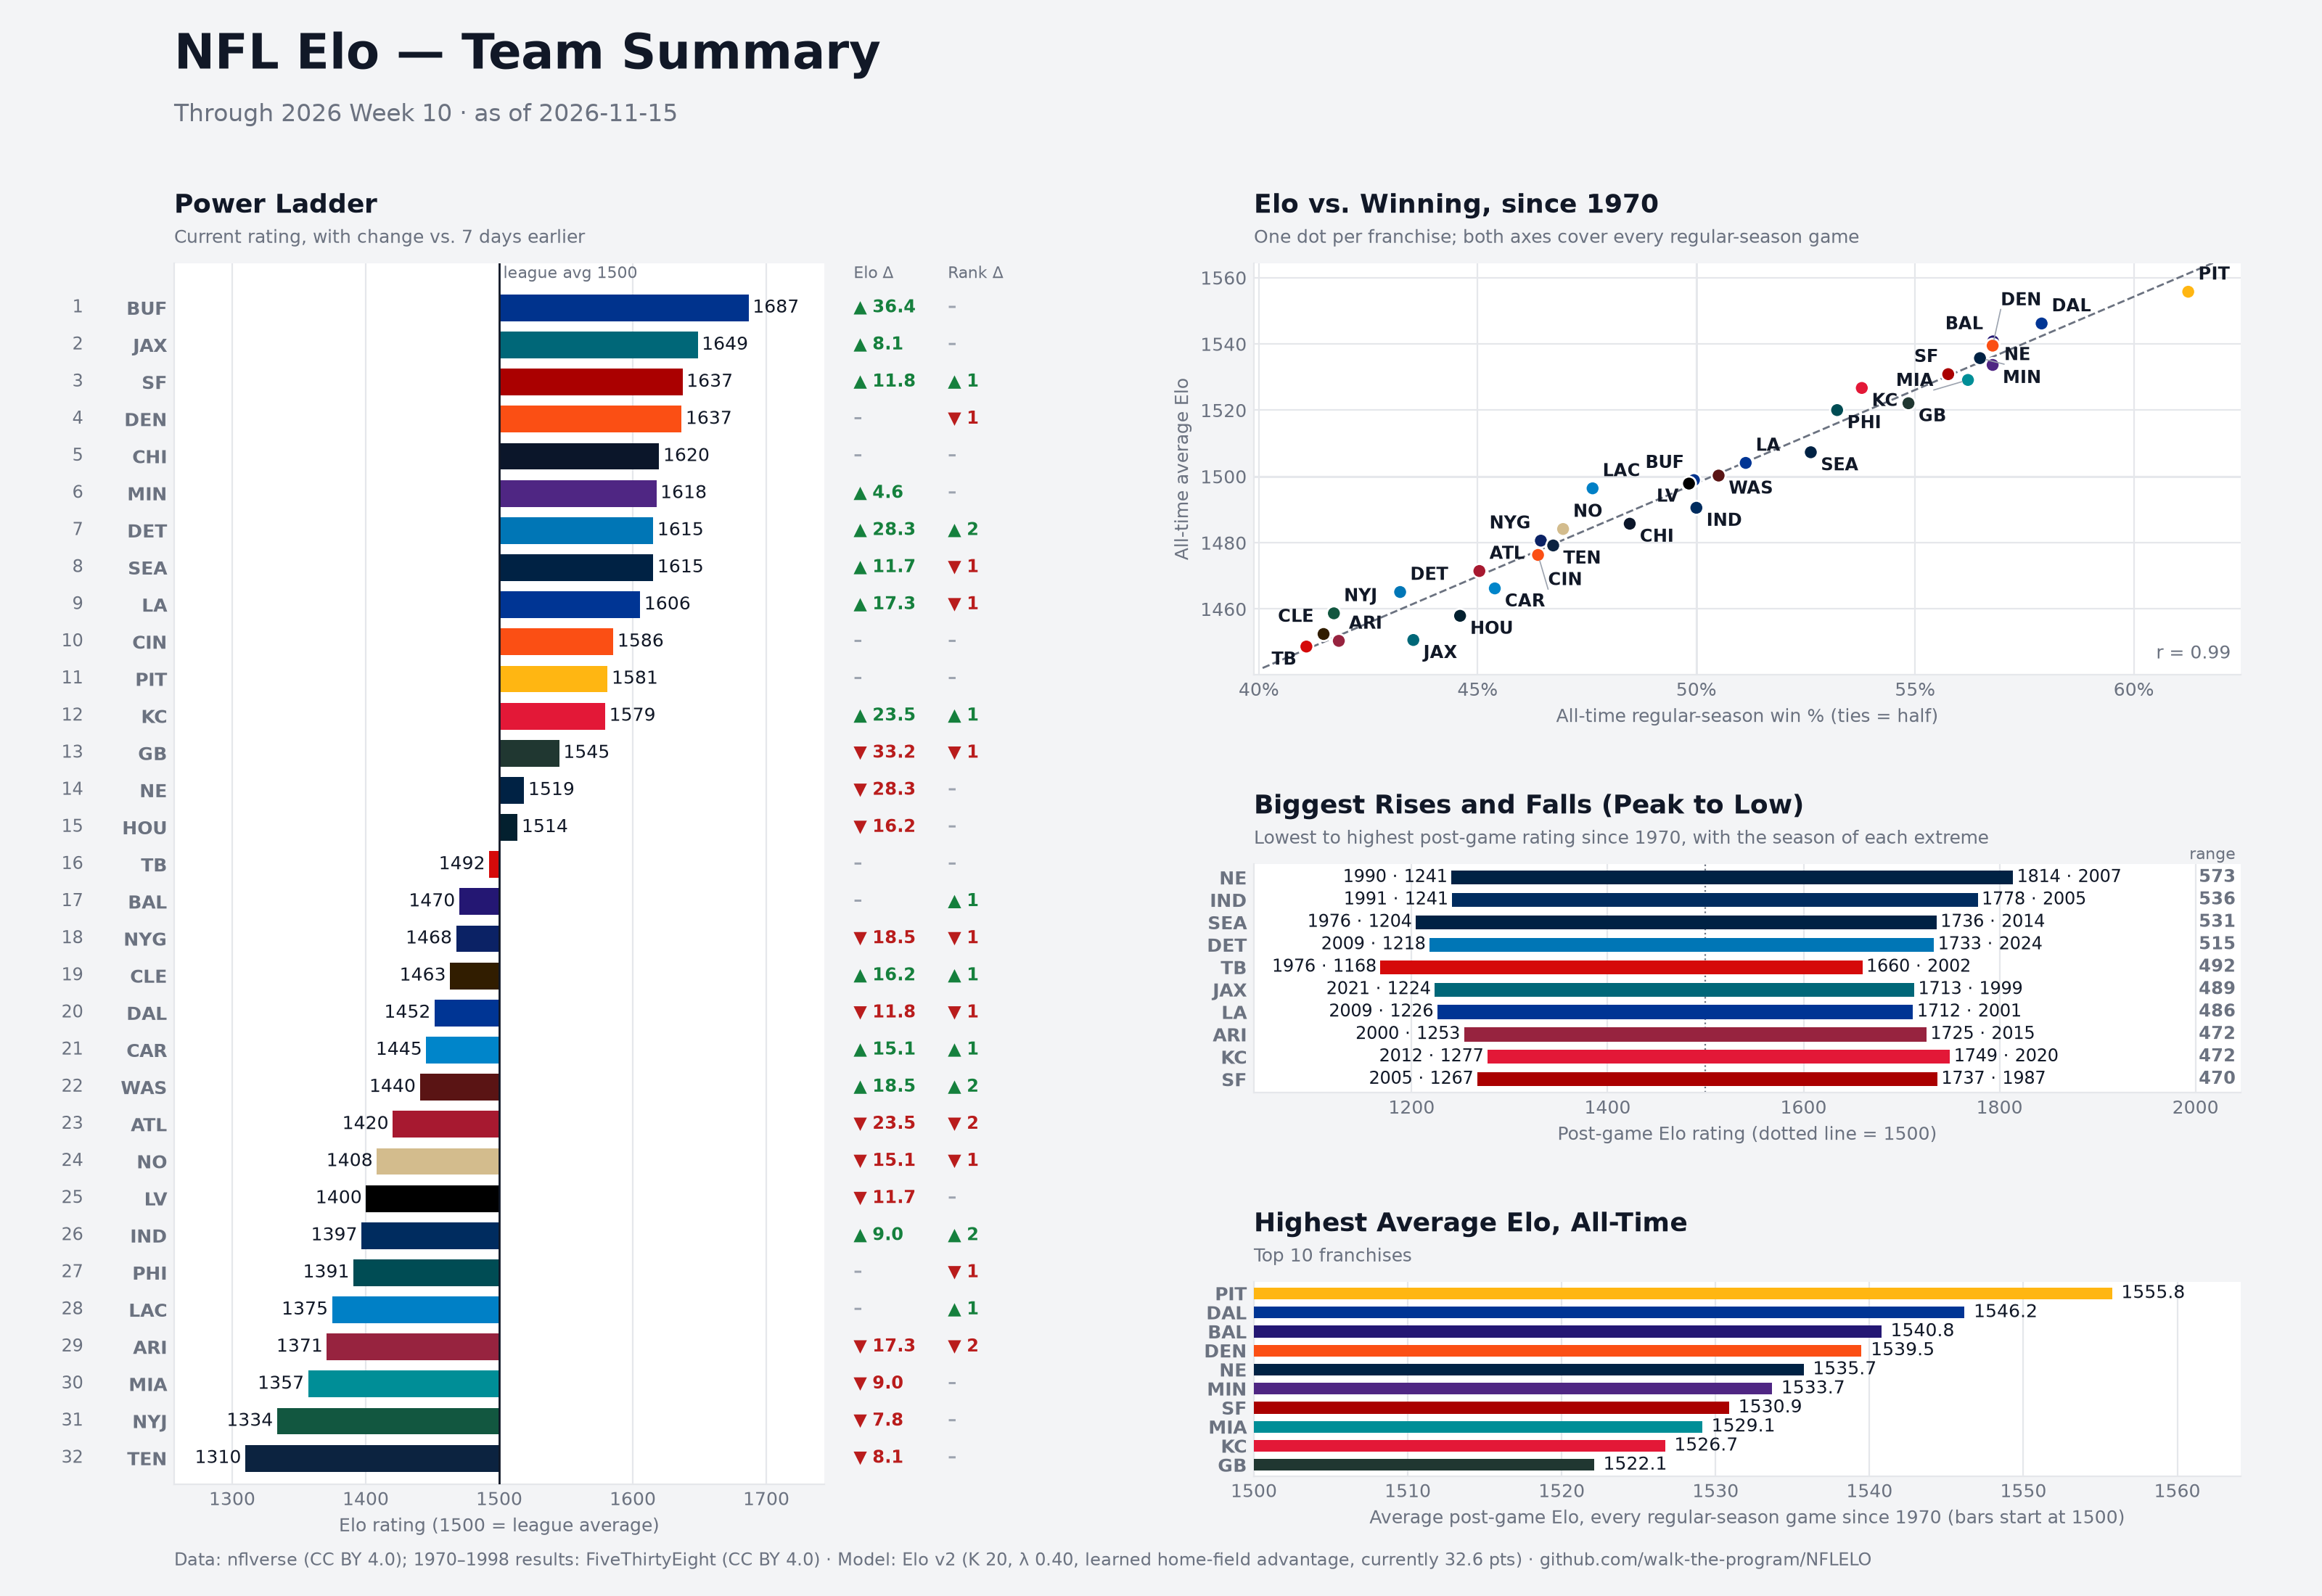 NFL Elo — Team Summary
Through 2026 Week 10 · as of 2026-11-15
Power Ladder
Current rating, with change vs. 7 days earlier
league avg 1500 Elo Δ Rank Δ
1 BUF 1687 ▲ 36.4 –
2 JAX 1649 ▲ 8.1 –
3 SF 1637 ▲ 11.8 ▲ 1
4 DEN 1637 – ▼ 1
5 CHI 1620 – –
6 MIN 1618 ▲ 4.6 –
7 DET 1615 ▲ 28.3 ▲ 2
8 SEA 1615 ▲ 11.7 ▼ 1
9 LA 1606 ▲ 17.3 ▼ 1
10 CIN 1586 – –
11 PIT 1581 – –
12 KC 1579 ▲ 23.5 ▲ 1
13 GB 1545 ▼ 33.2 ▼ 1
14 NE 1519 ▼ 28.3 –
15 HOU 1514 ▼ 16.2 –
16 TB 1492 – –
17 BAL 1470 – ▲ 1
18 NYG 1468 ▼ 18.5 ▼ 1
19 CLE 1463 ▲ 16.2 ▲ 1
20 DAL 1452 ▼ 11.8 ▼ 1
21 CAR 1445 ▲ 15.1 ▲ 1
22 WAS 1440 ▲ 18.5 ▲ 2
23 ATL 1420 ▼ 23.5 ▼ 2
24 NO 1408 ▼ 15.1 ▼ 1
25 LV 1400 ▼ 11.7 –
26 IND 1397 ▲ 9.0 ▲ 2
27 PHI 1391 – ▼ 1
28 LAC 1375 – ▲ 1
29 ARI 1371 ▼ 17.3 ▼ 2
30 MIA 1357 ▼ 9.0 –
31 NYJ 1334 ▼ 7.8 –
32 TEN 1310 ▼ 8.1 –
1300 1400 1500 1600 1700
Elo rating (1500 = league average)
Elo vs. Winning, since 1970
One dot per franchise; both axes cover every regular-season game
All-time average Elo
1560
1540
1520
1500
1480
1460
PIT
DEN DAL
BAL
SF NE
MIA MIN
KC GB
PHI
LA
LAC BUF SEA
LV WAS
NO IND
NYG CHI
ATL TEN
DET CIN
NYJ CAR
CLE ARI HOU
TB JAX
r = 0.99
40% 45% 50% 55% 60%
All-time regular-season win % (ties = half)
Biggest Rises and Falls (Peak to Low)
Lowest to highest post-game rating since 1970, with the season of each extreme
range
NE 1990 · 1241 1814 · 2007 573
IND 1991 · 1241 1778 · 2005 536
SEA 1976 · 1204 1736 · 2014 531
DET 2009 · 1218 1733 · 2024 515
TB 1976 · 1168 1660 · 2002 492
JAX 2021 · 1224 1713 · 1999 489
LA 2009 · 1226 1712 · 2001 486
ARI 2000 · 1253 1725 · 2015 472
KC 2012 · 1277 1749 · 2020 472
SF 2005 · 1267 1737 · 1987 470
1200 1400 1600 1800 2000
Post-game Elo rating (dotted line = 1500)
Highest Average Elo, All-Time
Top 10 franchises
PIT 1555.8
DAL 1546.2
BAL 1540.8
DEN 1539.5
NE 1535.7
MIN 1533.7
SF 1530.9
MIA 1529.1
KC 1526.7
GB 1522.1
1500 1510 1520 1530 1540 1550 1560
Average post-game Elo, every regular-season game since 1970 (bars start at 1500)
Data: nflverse (CC BY 4.0); 1970–1998 results: FiveThirtyEight (CC BY 4.0) · Model: Elo v2 (K 20, λ 0.40, learned home-field advantage, currently 32.6 pts) · github.com/walk-the-program/NFLELO